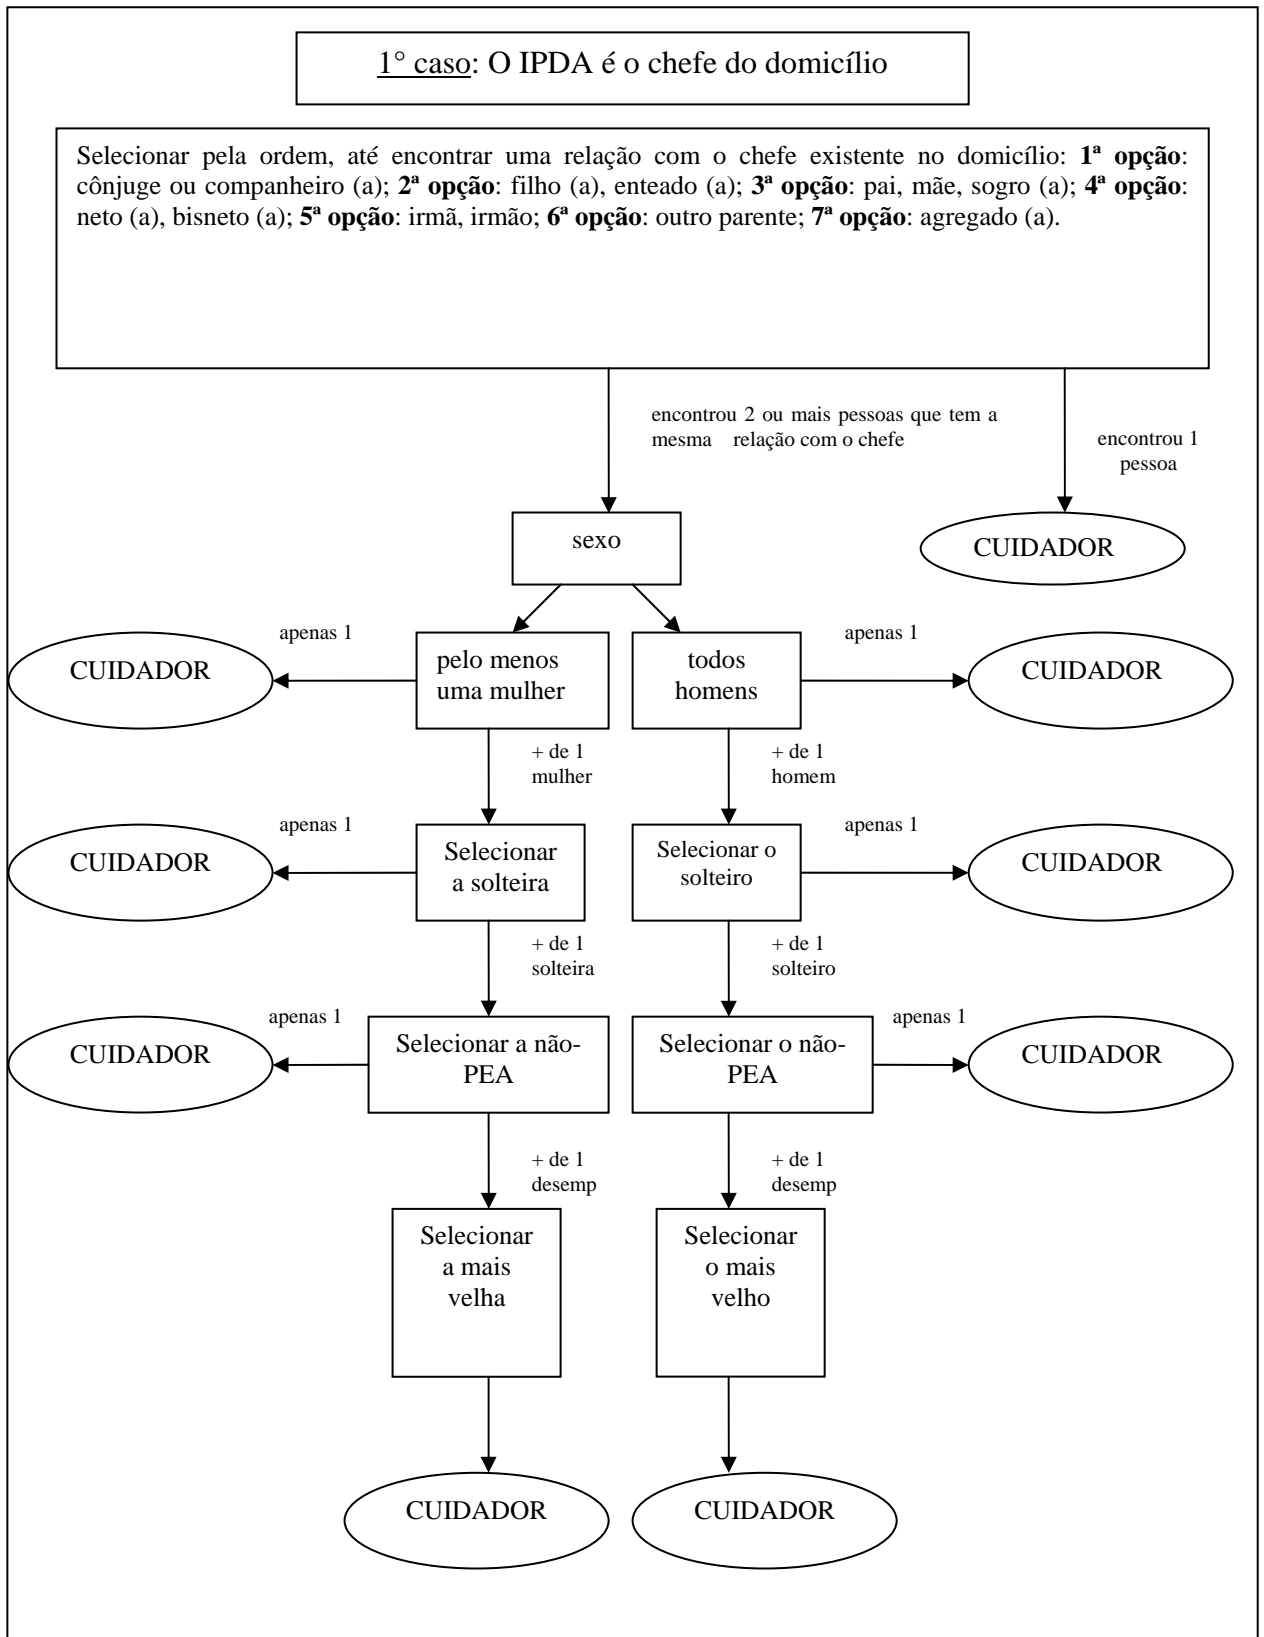 1° caso: O IPDA é o chefe do domicílio
Selecionar pela ordem, até encontrar uma relação com o chefe existente no domicílio: 1ª opção:
cônjuge ou companheiro (a); 2ª opção: filho (a), enteado (a); 3ª opção: pai, mãe, sogro (a); 4ª opção:
neto (a), bisneto (a); 5ª opção: irmã, irmão; 6ª opção: outro parente; 7ª opção: agregado (a).
encontrou 2 ou mais pessoas que tem a
mesma relação com o chefe
encontrou 1
pessoa
sexo
CUIDADOR
apenas 1
apenas 1
CUIDADOR
pelo menos
uma mulher
todos
homens
CUIDADOR
+ de 1
mulher
+ de 1
homem
apenas 1
apenas 1
CUIDADOR
Selecionar
a solteira
Selecionar o
solteiro
CUIDADOR
+ de 1
solteira
+ de 1
solteiro
apenas 1
apenas 1
CUIDADOR
Selecionar a não-
PEA
Selecionar o não-
PEA
CUIDADOR
+ de 1
desemp
+ de 1
desemp
Selecionar
a mais
velha
Selecionar
o mais
velho
CUIDADOR
CUIDADOR